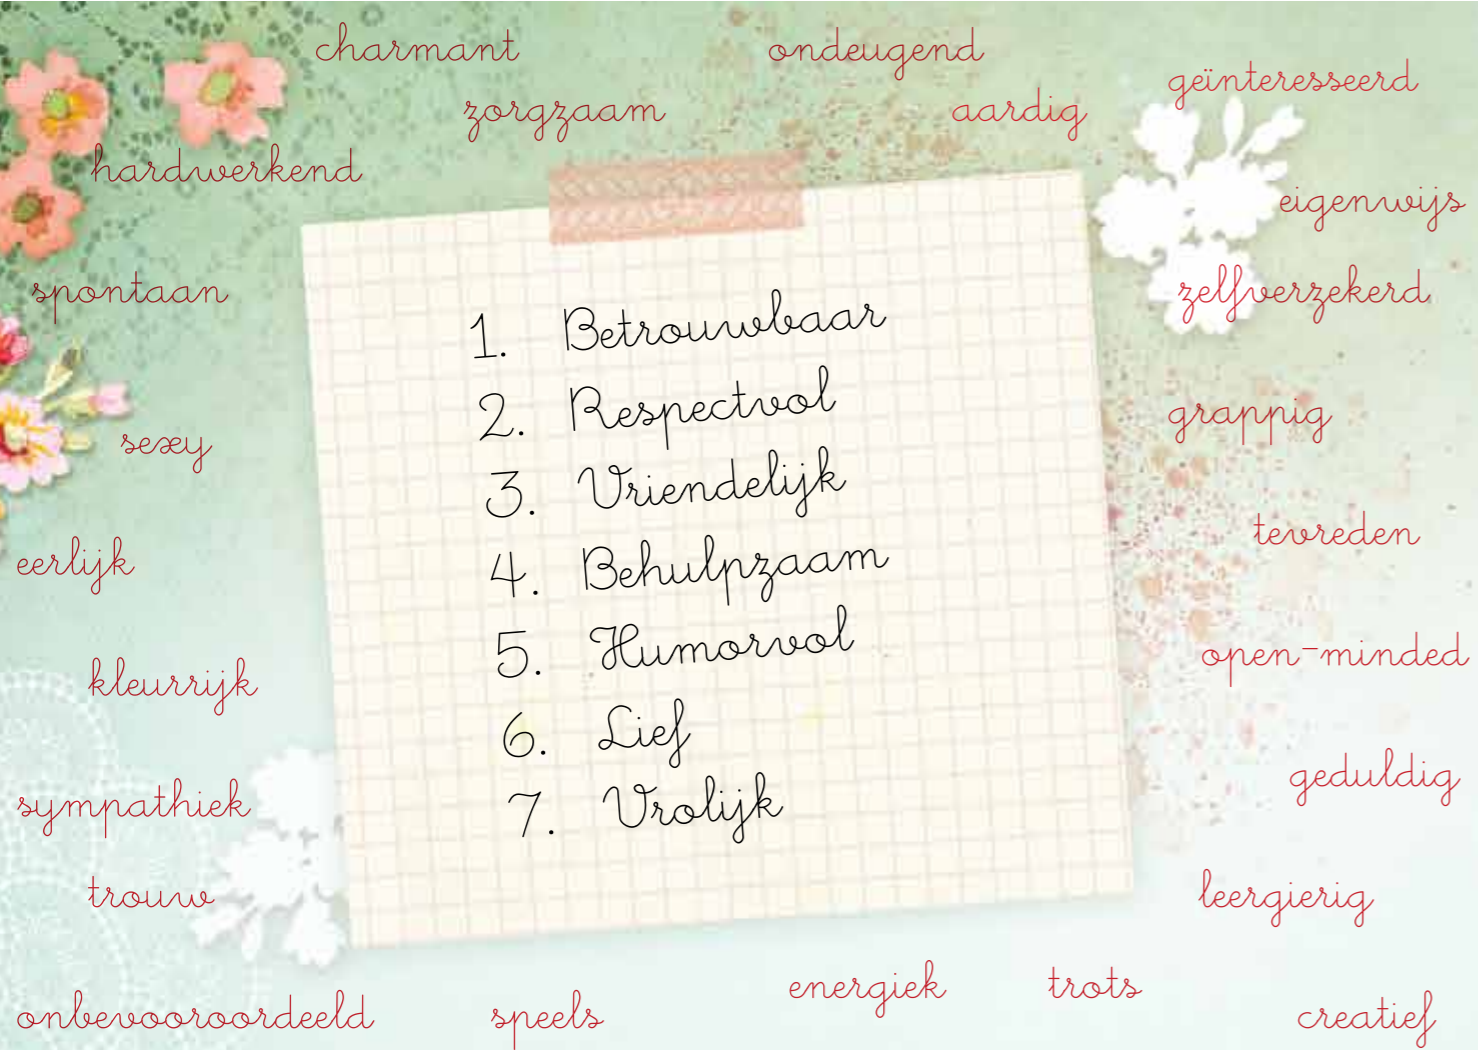 charmant
ondeugend
geïnteresseerd
zorgzaam
aardig
hardwerkend
eigenwijs
spontaan
zelfverzekerd
1. Betrouwbaar
2. Respectvol
3. Vriendelijk
4. Behulpzaam
5. Humorvol
6. Lief
7. Vrolijk
grappig
sexy
tevreden
eerlijk
open-minded
kleurrijk
geduldig
sympathiek
trouw
leergierig
energiek
trots
onbevooroordeeld
speels
creatief